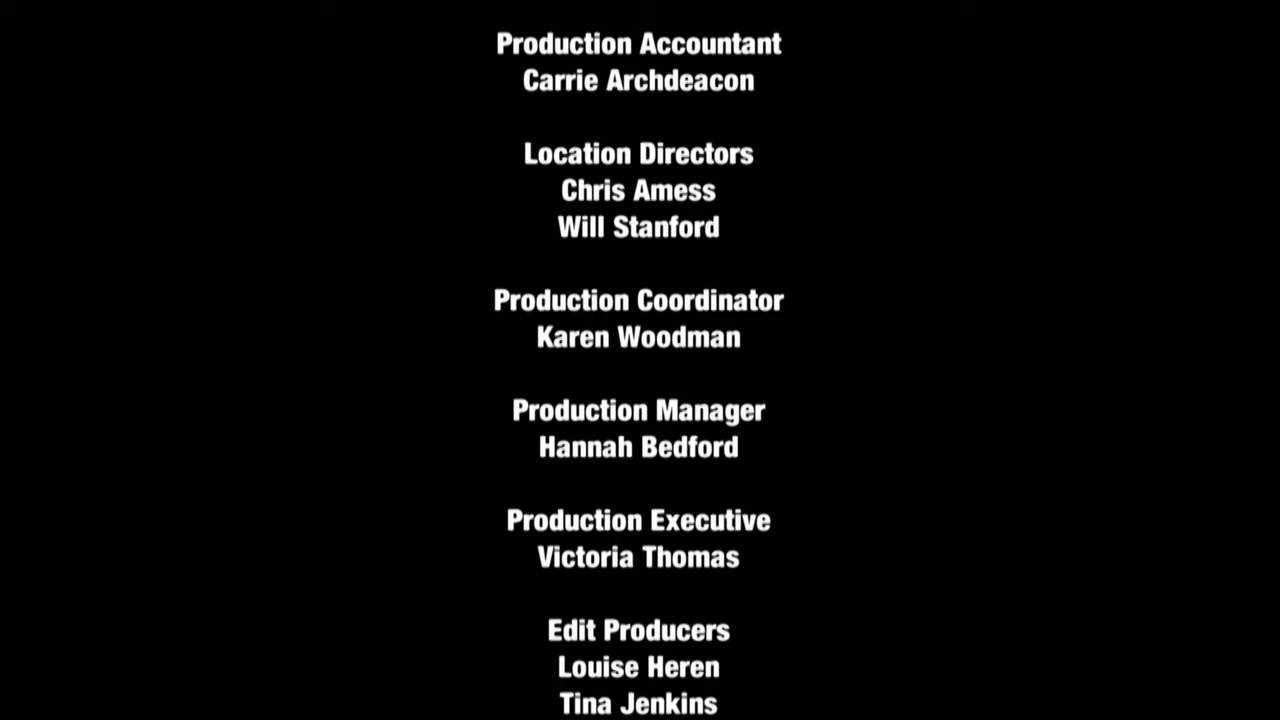 Production Accountant
Carrie Archdeacon
Location Directors
Chris Amess
Will Stanford
Production Coordinator
Karen Woodman
Production Manager
Hannah Bedford
Production Executive
Victoria Thomas
Edit Producers
Louise Heren
Tina Jenkins